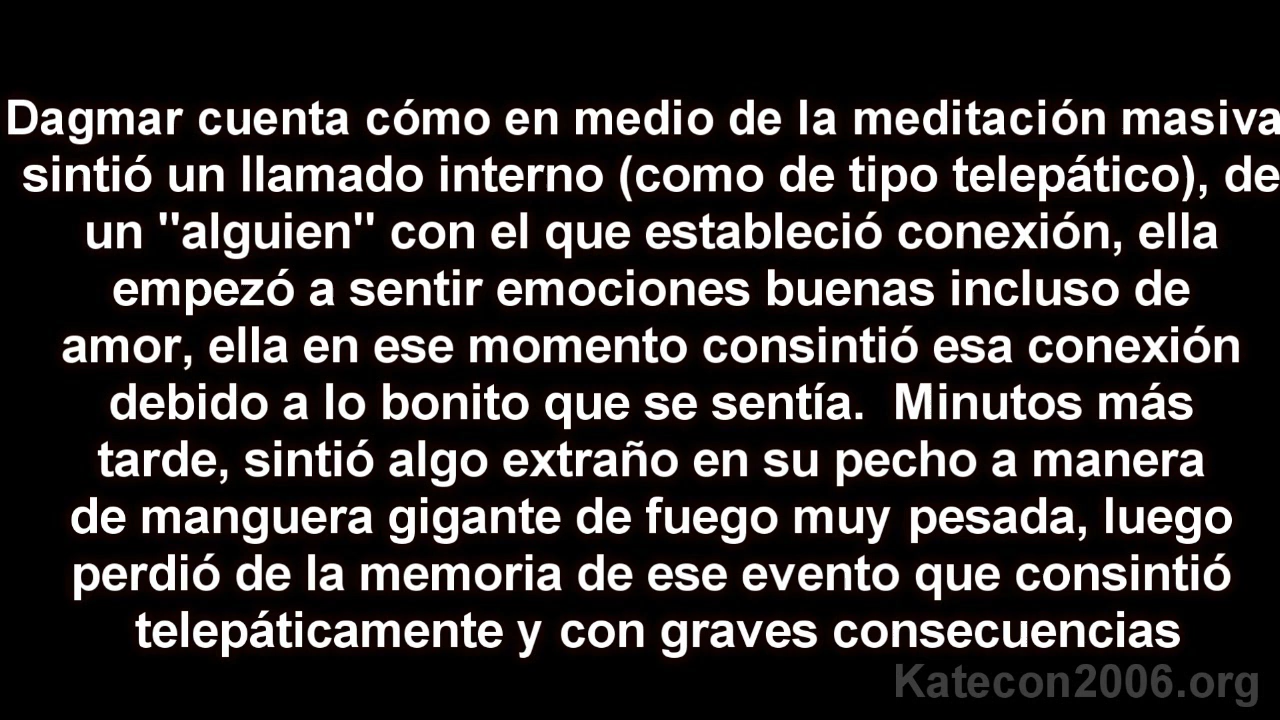 Dagmar cuenta cómo en medio de la meditación masiva
sintió un llamado interno (como de tipo telepático), de
un "alguien" con el que estableció conexión, ella
empezó a sentir emociones buenas incluso de
amor, ella en ese momento consintió esa conexión
debido a lo bonito que se sentía.  Minutos más
tarde, sintió algo extraño en su pecho a manera
de manguera gigante de fuego muy pesada, luego
perdió de la memoria de ese evento que consintió
telepáticamente y con graves consecuencias
Katecon2006.org